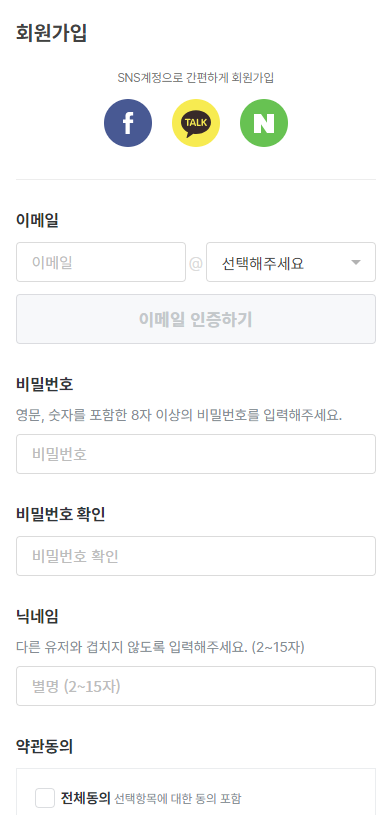 회원가입
SNS계정으로 간편하게 회원가입
f TALK N
이메일
이메일 @ 선택해주세요
이메일 인증하기
비밀번호
영문, 숫자를 포함한 8자 이상의 비밀번호를 입력해주세요.
비밀번호
비밀번호 확인
비밀번호 확인
닉네임
다른 유저와 겹치지 않도록 입력해주세요. (2~15자)
별명 (2~15자)
약관동의
전체동의 선택항목에 대한 동의 포함